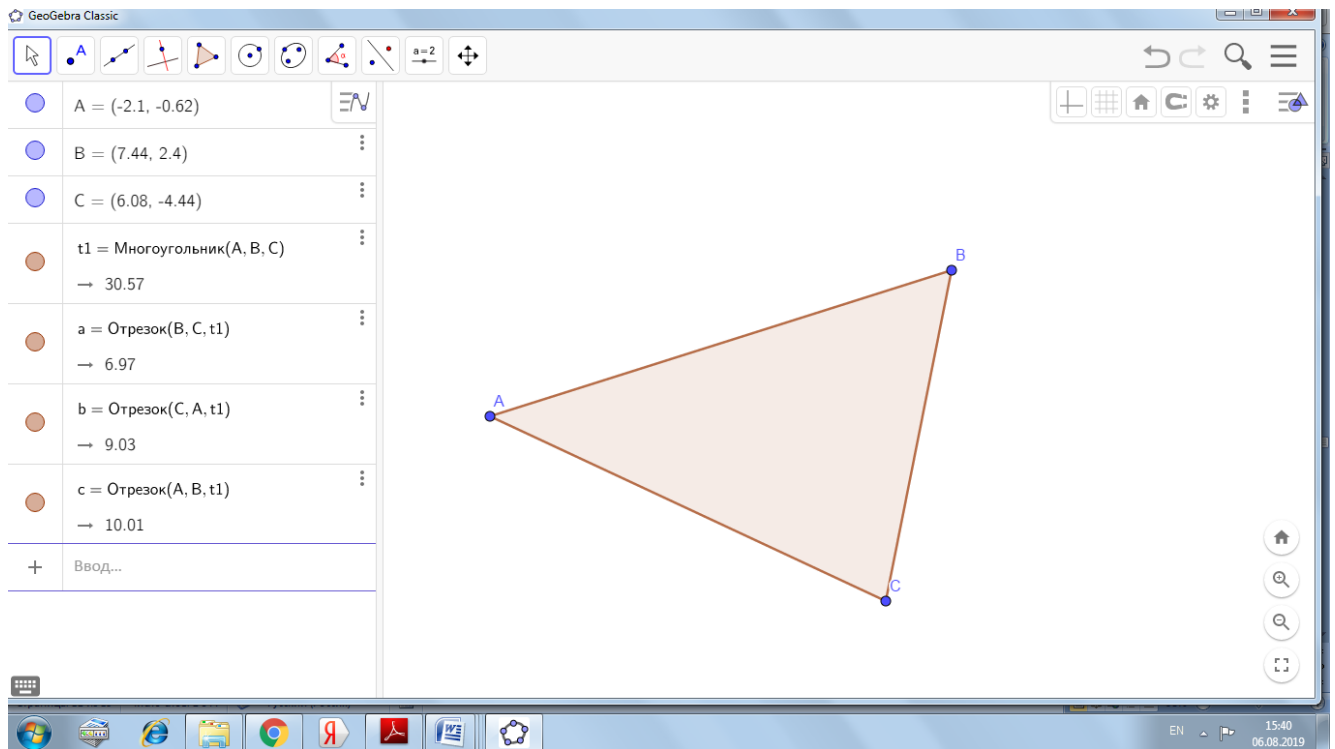 GeoGebra Classic
A
a=2
A = (-2.1, -0.62)
B = (7.44, 2.4)
C = (6.08, -4.44)
t1 = Многоугольник(A, B, C)
→ 30.57
a = Отрезок(B, C, t1)
→ 6.97
b = Отрезок(C, A, t1)
→ 9.03
c = Отрезок(A, B, t1)
→ 10.01
Ввод...
A
B
C
EN
15:40
06.08.2019